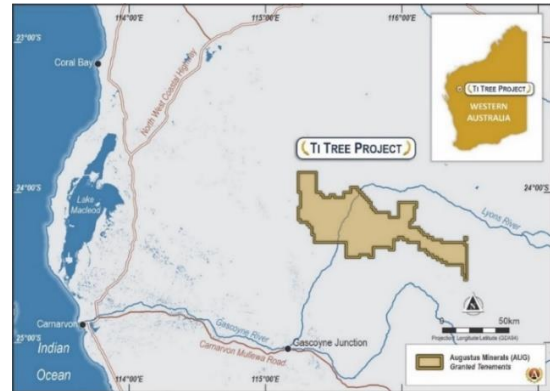 114°00'E
115°00'E
116°00'E
23°00'S
Coral Bay
North West Coastal Highway
TI TREE PROJECT
WESTERN
AUSTRALIA
TI TREE PROJECT
24°00'S
24°00'S
Lake
Macleod
Lyons River
Carnarvon
Gascoyne River
Carnarvon Mullewa Road
Gascoyne Junction
50km
25°00'S
Indian
Ocean
Augustus Minerals (AUG)
Granted Tenements
114°00'E
115°00'E